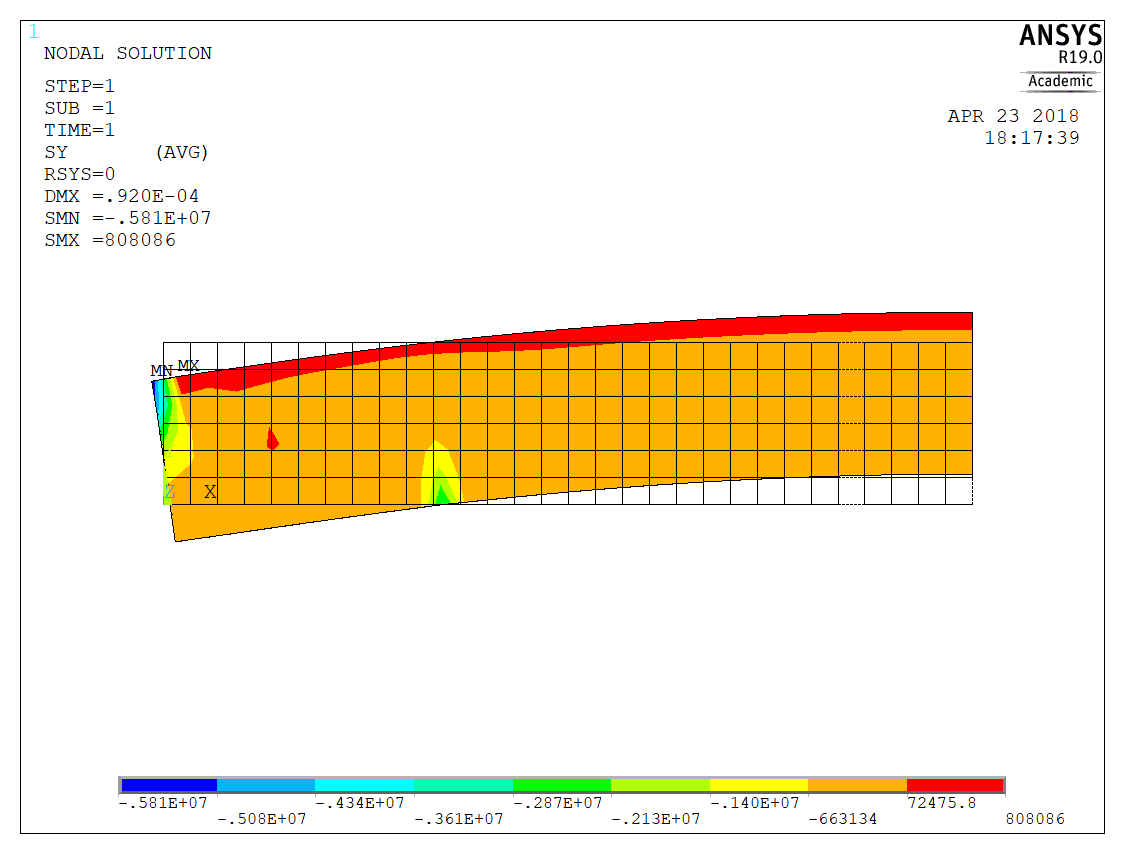 1
NODAL SOLUTION
STEP=1
SUB =1
TIME=1
SY (AVG)
RSYS=0
DMX =.920E-04
SMN =-.581E+07
SMX =808086
ANSYS
R19.0
Academic
APR 23 2018
18:17:39
MN MX
Z X
-.581E+07 -.434E+07 -.287E+07 -.140E+07 72475.8
-.508E+07 -.361E+07 -.213E+07 -663134 808086